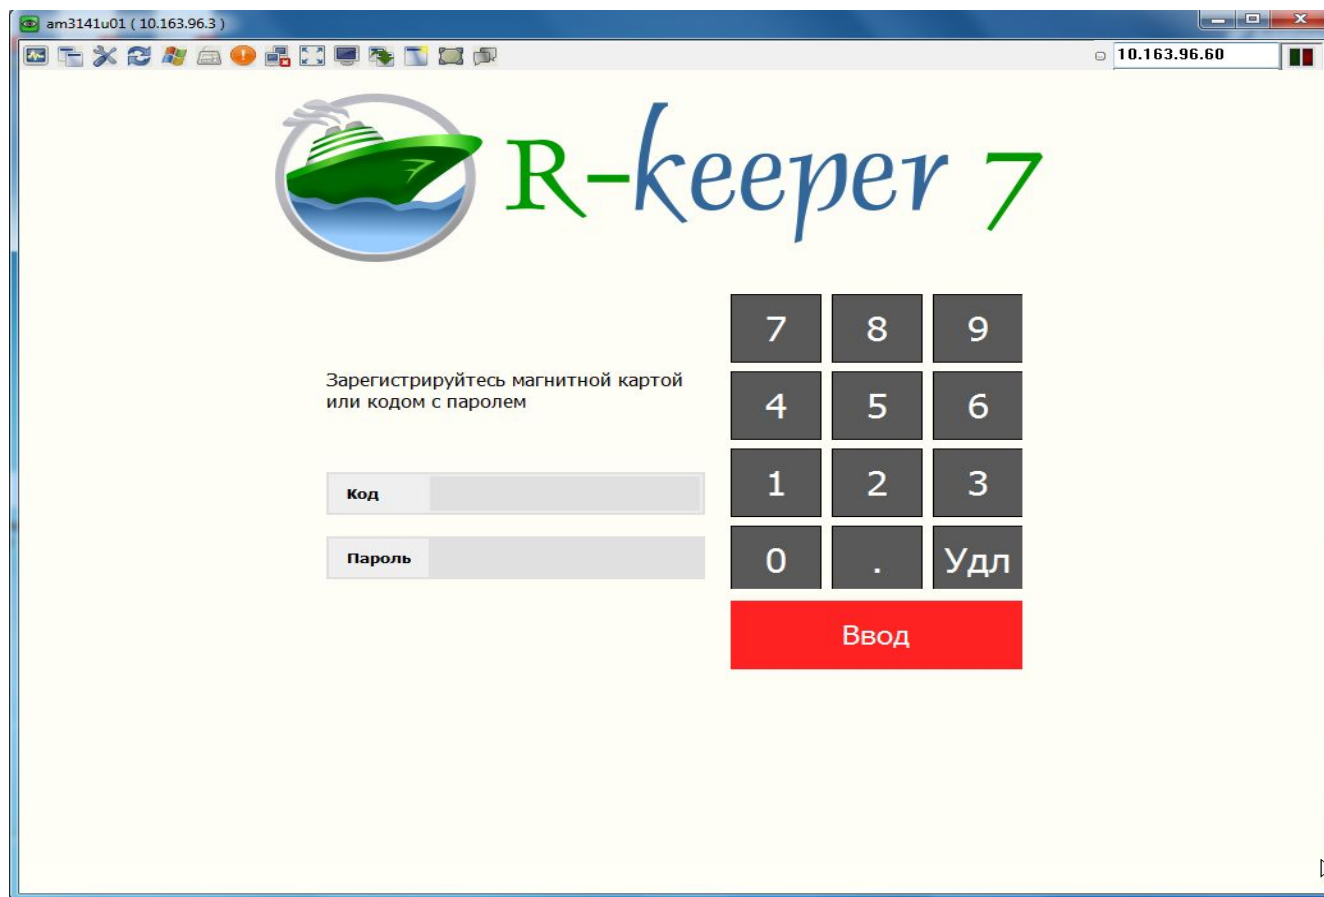 am3141u01 ( 10.163.96.3 )
10.163.96.60
R-keeper 7
7 8 9
Зарегистрируйтесь магнитной картой
или кодом с паролем
4 5 6
Код
1 2 3
Пароль
0 . Удл
Ввод